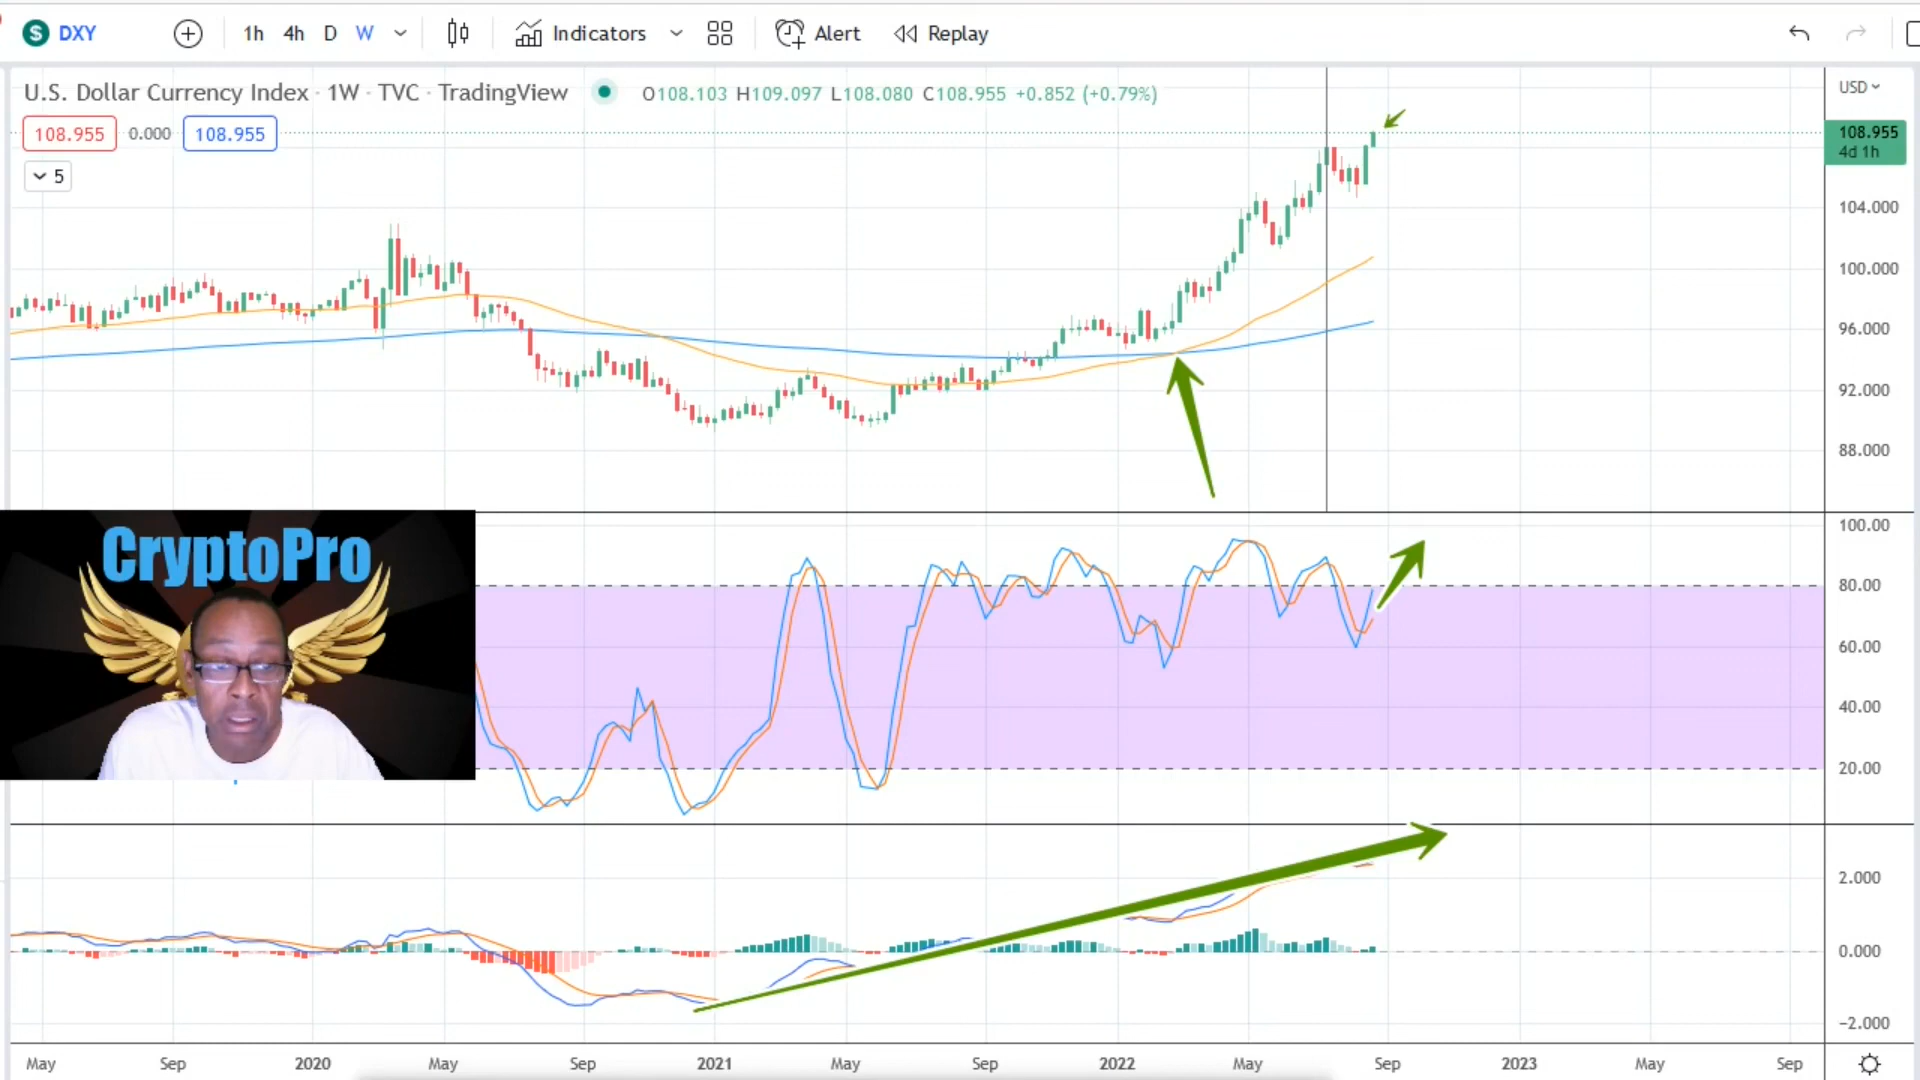 DXY 1h 4h D W Indicators Alert Replay
U.S. Dollar Currency Index · 1W · TVC · TradingView O108.103 H109.097 L108.080 C108.955 +0.852 (+0.79%)
USD
108.955 0.000 108.955
108.955
4d 1h
5
104.000
100.000
96.000
92.000
88.000
100.00
CryptoPro
80.00
60.00
40.00
20.00
2.000
0.000
−2.000
May Sep 2020 May Sep 2021 May Sep 2022 May Sep 2023 May Sep